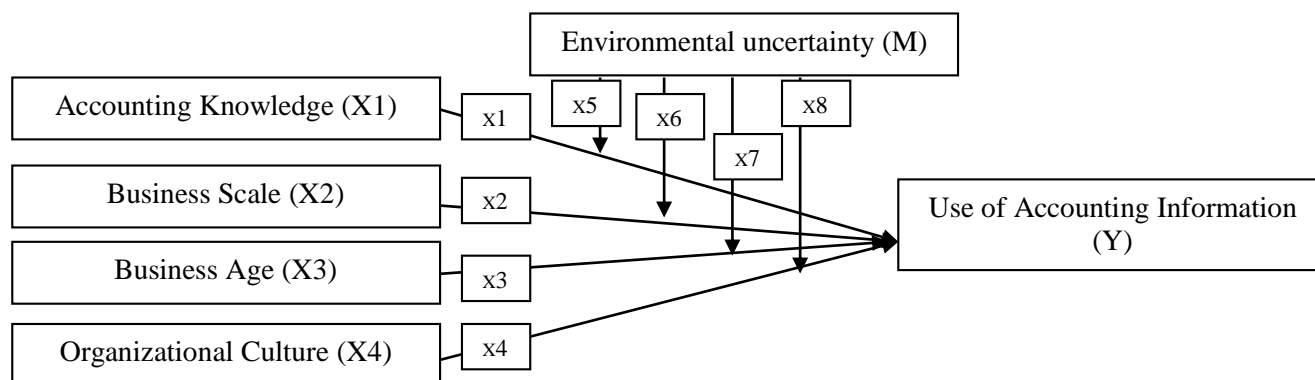 Environmental uncertainty (M)
Accounting Knowledge (X1)
x1
x5
x6
x7
x8
Business Scale (X2)
x2
Use of Accounting Information
(Y)
Business Age (X3)
x3
Organizational Culture (X4)
x4